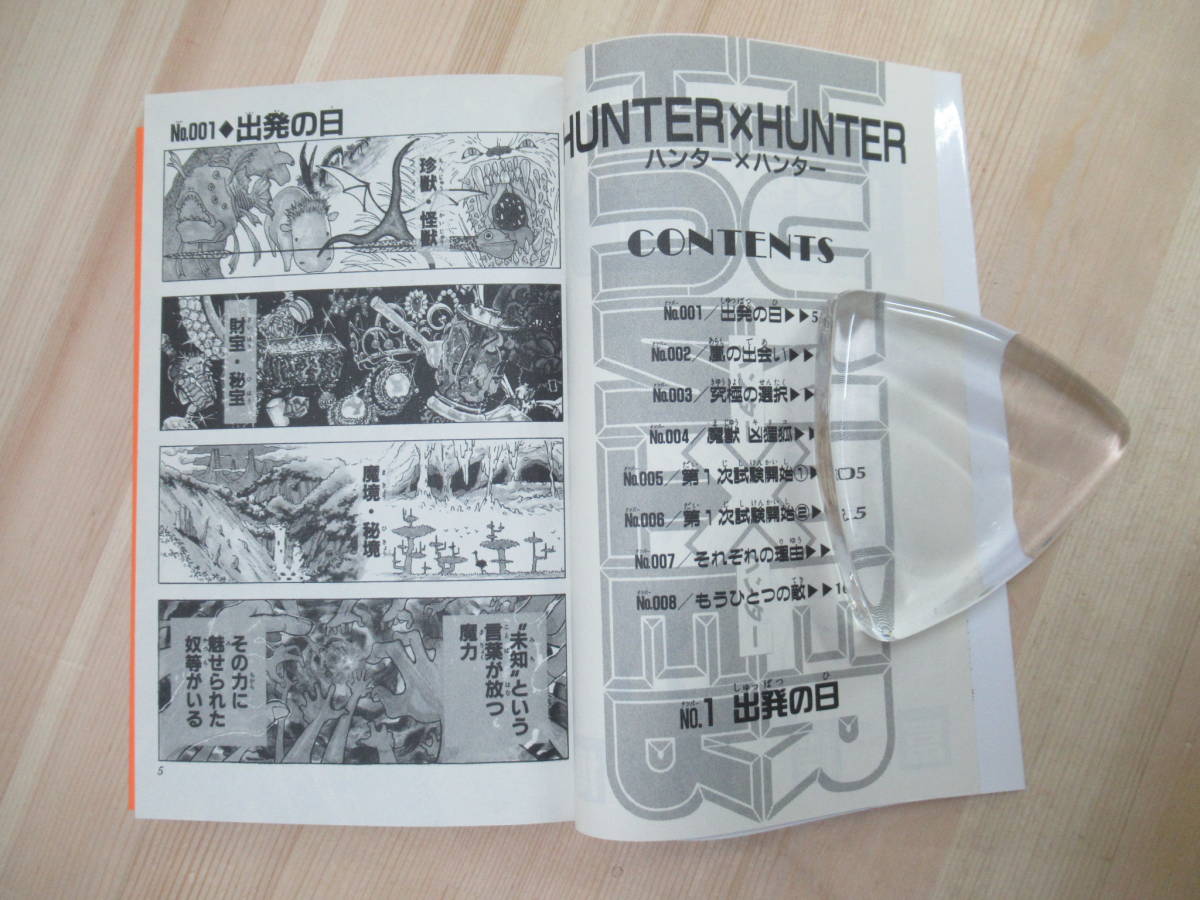 HUNTER×HUNTER
ハンター×ハンター
CONTENTS
No.001/出発の日▶▶5
No.002/嵐の出会い▶▶
No.003/究極の選択▶▶
No.004/魔獣 凶狸狐▶▶
No.005/第1次試験開始①▶105
No.006/第1次試験開始②▶
No.007/それぞれの理由▶▶
No.008/もうひとつの敵▶▶
NO.1 出発の日
No.001◆出発の日
珍獣・怪獣
財宝・秘宝
魔境・秘境
“未知”という
言葉が放つ
魔力
その力に
魅せられた
奴等がいる
5